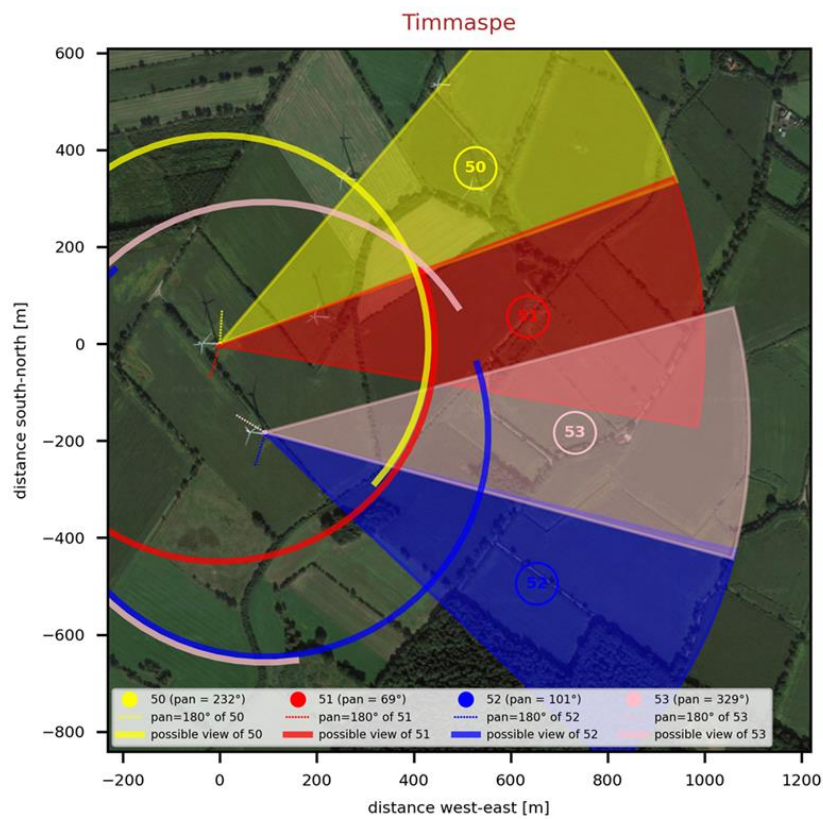 Timmaspe
600
400
200
0
−200
−400
−600
−800
distance south-north [m]
50
51
53
52
50 (pan = 232°)
pan=180° of 50
possible view of 50
51 (pan = 69°)
pan=180° of 51
possible view of 51
52 (pan = 101°)
pan=180° of 52
possible view of 52
53 (pan = 329°)
pan=180° of 53
possible view of 53
−200
0
200
400
600
800
1000
1200
distance west-east [m]